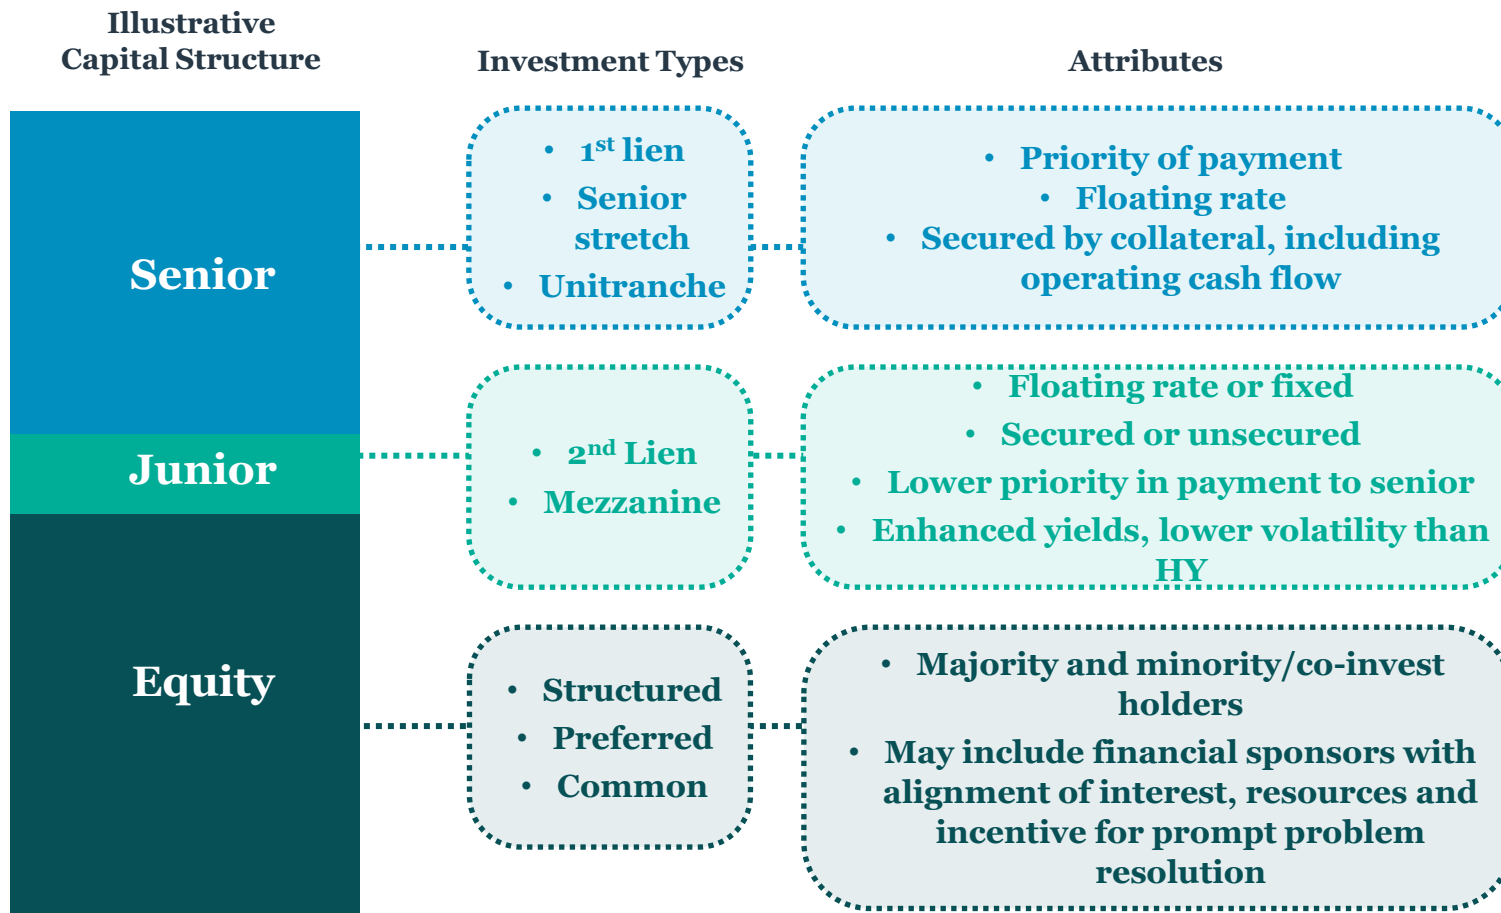 Illustrative
Capital Structure
Investment Types
Attributes
Senior
• 1st lien
• Senior
stretch
• Unitranche
• Priority of payment
• Floating rate
• Secured by collateral, including
operating cash flow
Junior
• 2nd Lien
• Mezzanine
• Floating rate or fixed
• Secured or unsecured
• Lower priority in payment to senior
• Enhanced yields, lower volatility than
HY
Equity
• Structured
• Preferred
• Common
• Majority and minority/co-invest
holders
• May include financial sponsors with
alignment of interest, resources and
incentive for prompt problem
resolution